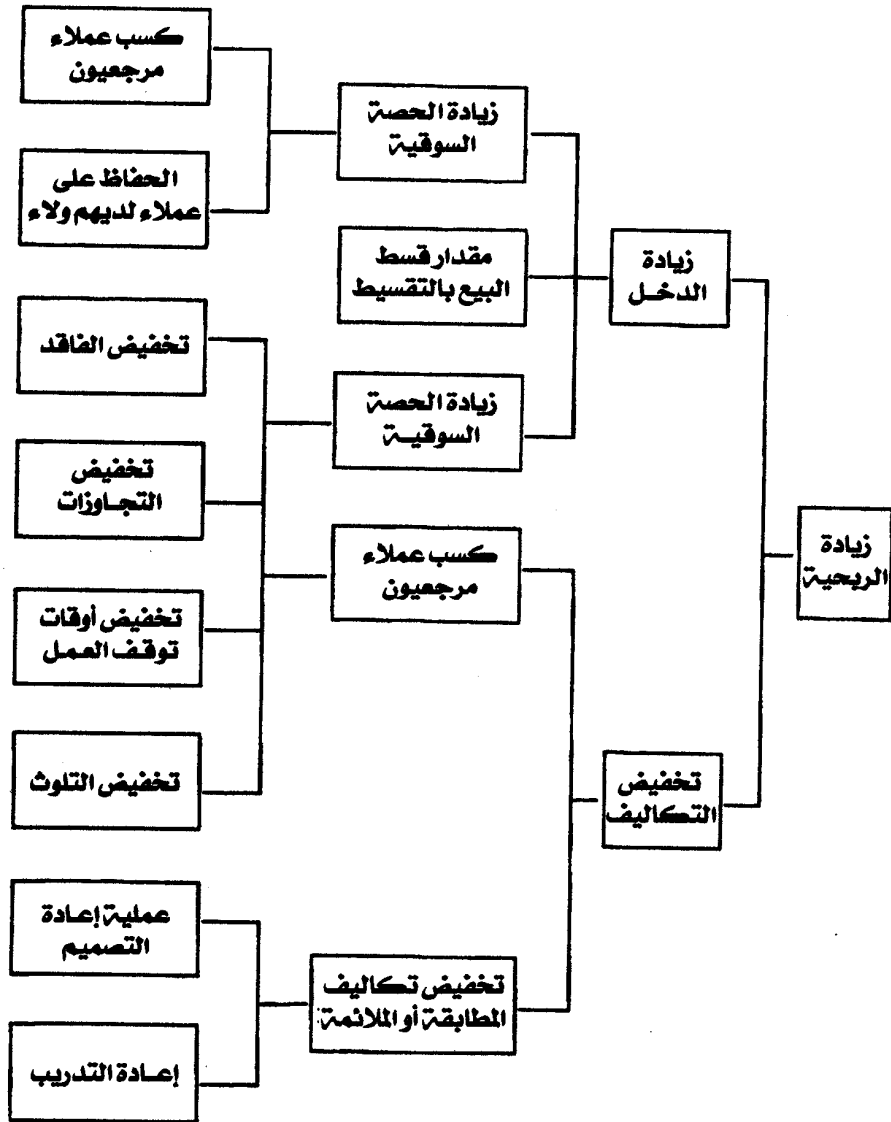 كسب عملاء
مرجعيون
زيادة الحصة
السوقية
الحفاظ على
عملاء لديهم ولاء
مقدار قسط
البيع بالتقسيط
زيادة
الدخل
تخفيض الفاقد
زيادة الحصة
السوقية
تخفيض
التجاوزات
كسب عملاء
مرجعيون
زيادة
الربحية
تخفيض أوقات
توقف العمل
تخفيض التلوث
تخفيض
التكاليف
عملية إعادة
التصميم
تخفيض تكاليف
المطابقة أو الملائمة:
إعادة التدريب